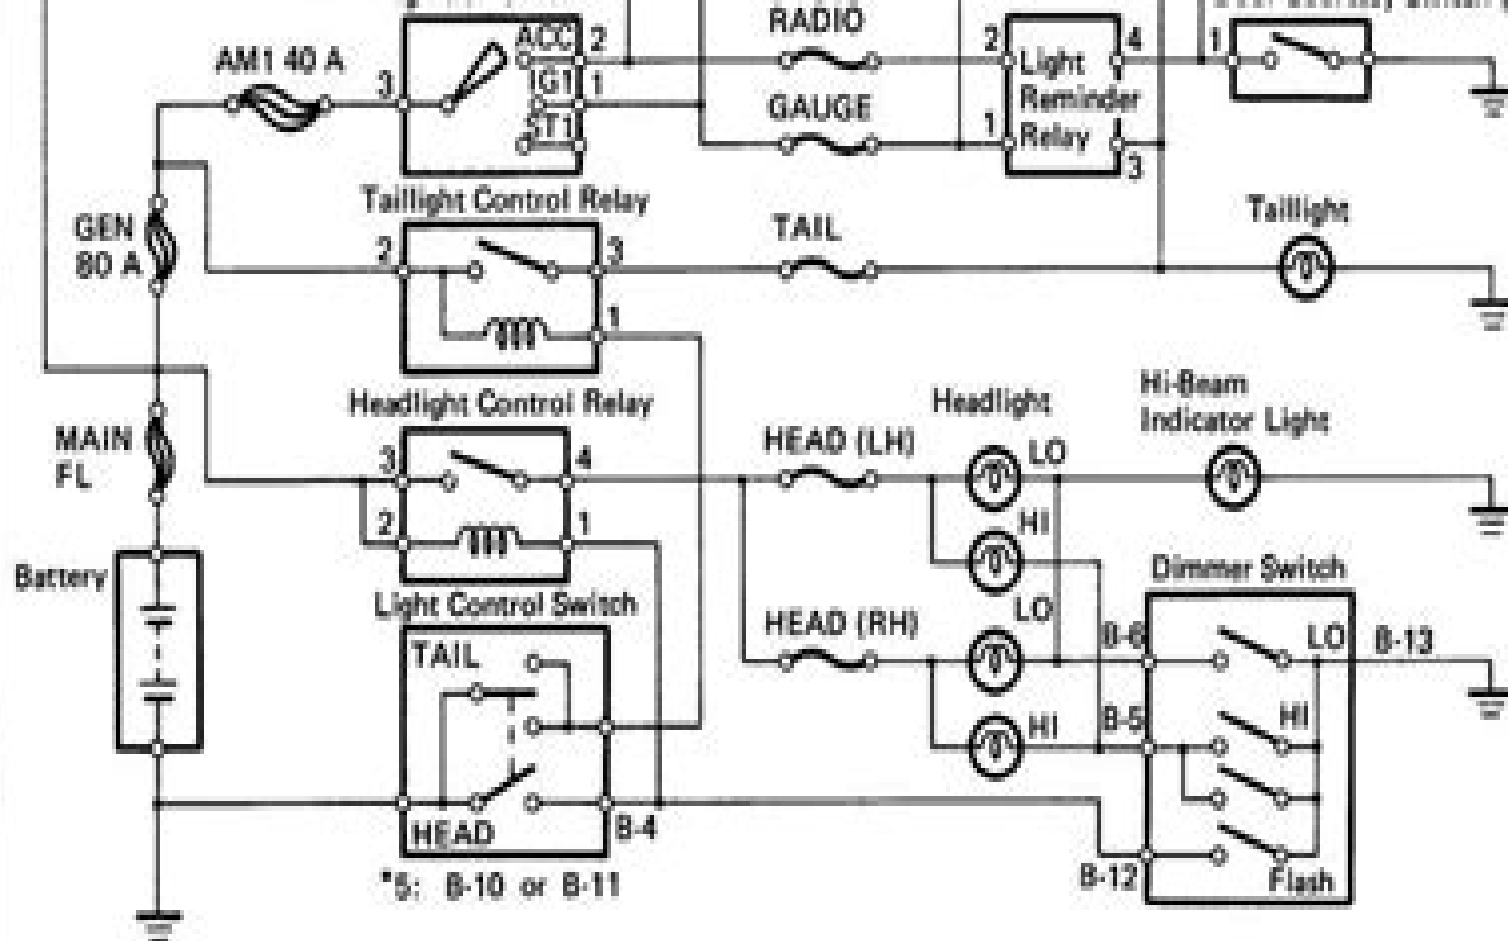 RADIO
AM1 40 A
ACC
2
2
Light
4
1
3
IG1
1
Reminder
GAUGE
ST1
1
Relay
3
Taillight Control Relay
GEN
80 A
2
3
TAIL
Taillight
1
Headlight Control Relay
Headlight
Hi-Beam
Indicator Light
MAIN
FL
3
4
HEAD (LH)
LO
2
1
HI
Battery
Dimmer Switch
Light Control Switch
LO
HEAD (RH)
B-6
LO
B-13
TAIL
B-5
HI
HI
HEAD
B-4
B-12
Flash
*5: B-10 or B-11